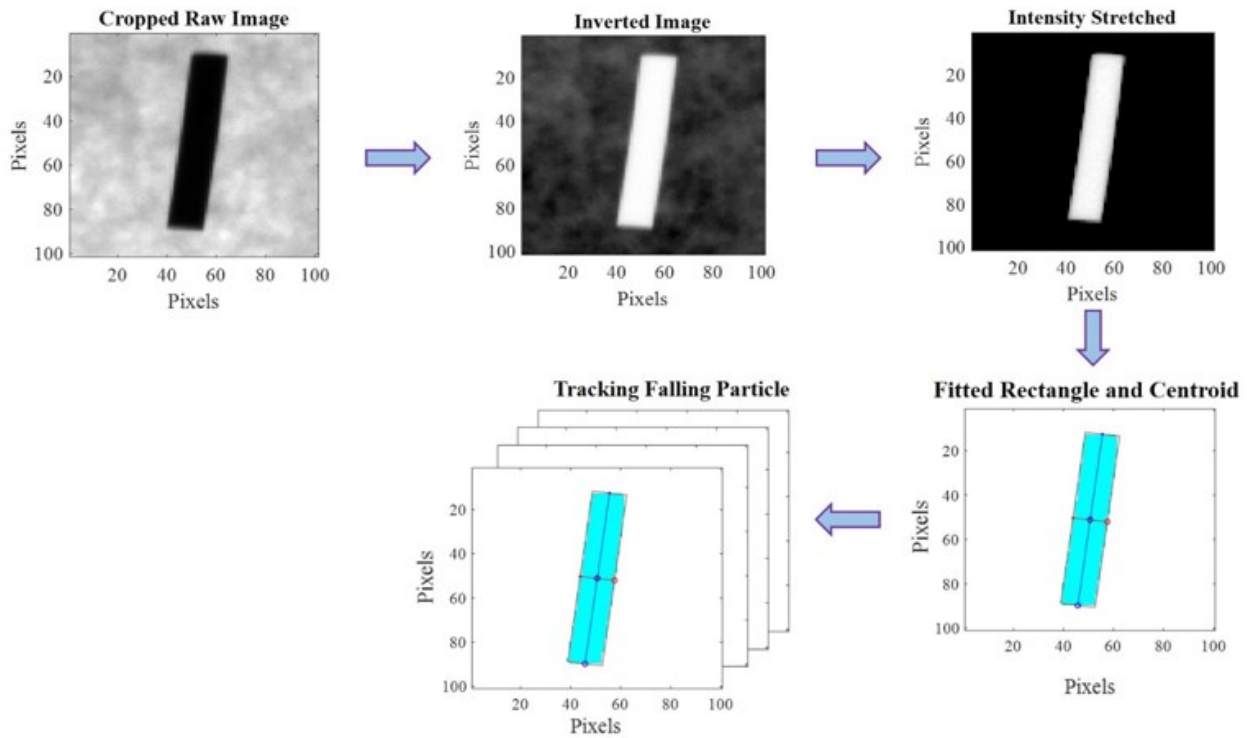 Cropped Raw Image
Pixels
20
40
60
80
100
20 40 60 80 100
Pixels
Inverted Image
Pixels
20
40
60
80
100
20 40 60 80 100
Pixels
Intensity Stretched
Pixels
20
40
60
80
100
20 40 60 80 100
Pixels
Tracking Falling Particle
Pixels
20
40
60
80
100
20 40 60 80 100
Pixels
Fitted Rectangle and Centroid
Pixels
20
40
60
80
100
20 40 60 80 100
Pixels